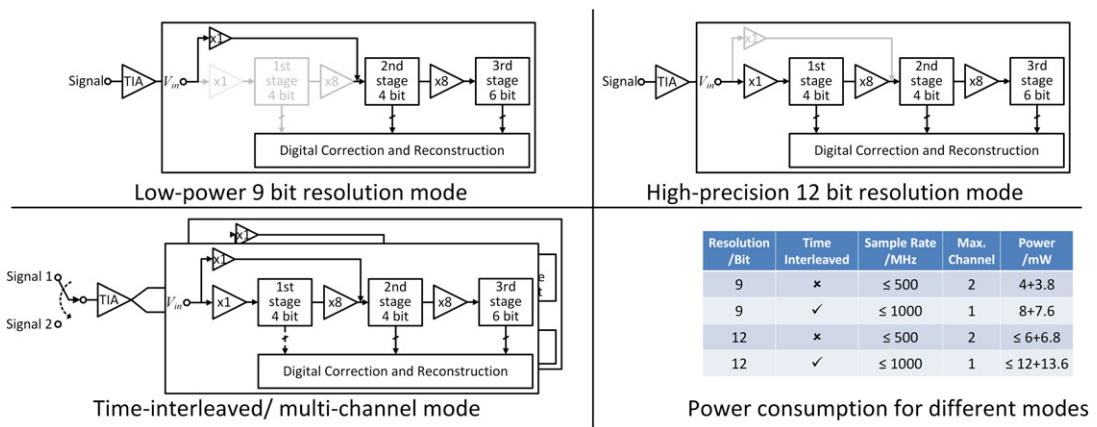 x1
Signal TIA Vin x1 1st stage 4 bit x8 2nd stage 4 bit x8 3rd stage 6 bit
Digital Correction and Reconstruction
Low-power 9 bit resolution mode
x1
Signal TIA Vin x1 1st stage 4 bit x8 2nd stage 4 bit x8 3rd stage 6 bit
Digital Correction and Reconstruction
High-precision 12 bit resolution mode
x1
Signal 1
Signal 2
TIA Vin x1 1st stage 4 bit x8 2nd stage 4 bit x8 3rd stage 6 bit
x1
Digital Correction and Reconstruction
Time-interleaved/ multi-channel mode
Resolution /Bit Time Interleaved Sample Rate /MHz Max. Channel Power /mW
9 × ≤ 500 2 4+3.8
9 ✓ ≤ 1000 1 8+7.6
12 × ≤ 500 2 ≤ 6+6.8
12 ✓ ≤ 1000 1 ≤ 12+13.6
Power consumption for different modes